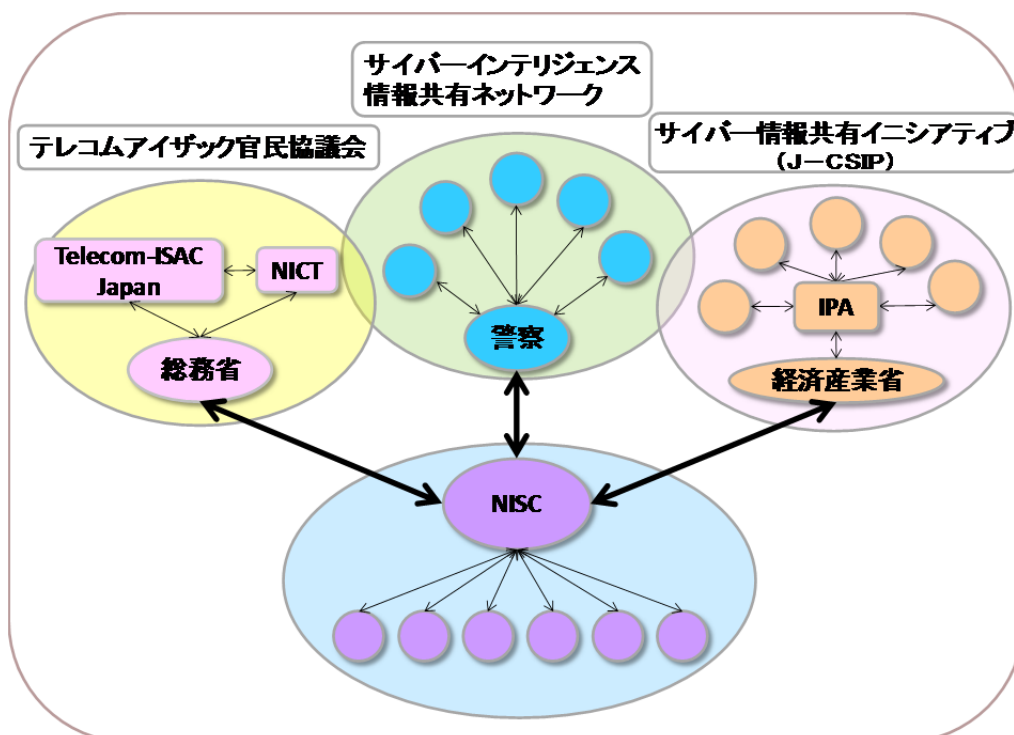 サイバーインテリジェンス
情報共有ネットワーク
テレコムアイザック官民協議会
サイバー情報共有イニシアティブ
(J-CSIP)
Telecom-ISAC
Japan
NICT
総務省
警察
IPA
経済産業省
NISC